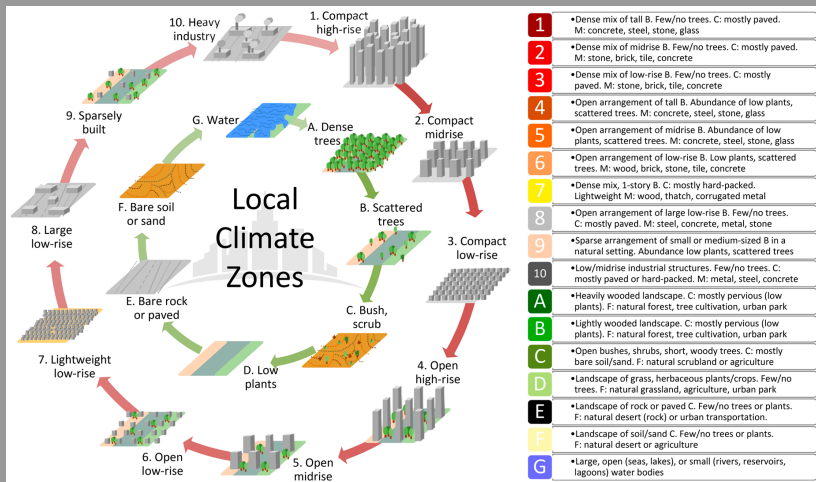 10. Heavy
industry
1. Compact
high-rise
2. Compact
midrise
3. Compact
low-rise
4. Open
high-rise
5. Open
midrise
6. Open
low-rise
7. Lightweight
low-rise
8. Large
low-rise
9. Sparsely
built
G. Water
A. Dense
trees
B. Scattered
trees
C. Bush,
scrub
D. Low
plants
E. Bare rock
or paved
F. Bare soil
or sand
Local
Climate
Zones
1
•Dense mix of tall B. Few/no trees. C: mostly paved.
M: concrete, steel, stone, glass
2
•Dense mix of midrise B. Few/no trees. C: mostly paved.
M: stone, brick, tile, concrete
3
•Dense mix of low-rise B. Few/no trees. C: mostly
paved. M: stone, brick, tile, concrete
4
•Open arrangement of tall B. Abundance of low plants,
scattered trees. M: concrete, steel, stone, glass
5
•Open arrangement of midrise B. Abundance of low
plants, scattered trees. M: concrete, steel, stone, glass
6
•Open arrangement of low-rise B. Low plants, scattered
trees. M: wood, brick, stone, tile, concrete
7
•Dense mix, 1-story B. C: mostly hard-packed.
Lightweight M: wood, thatch, corrugated metal
8
•Open arrangement of large low-rise B. Few/no trees.
C: mostly paved. M: steel, concrete, metal, stone
9
•Sparse arrangement of small or medium-sized B in a
natural setting. Abundance low plants, scattered trees
10
•Low/midrise industrial structures. Few/no trees. C:
mostly paved or hard-packed. M: metal, steel, concrete
A
•Heavily wooded landscape. C: mostly pervious (low
plants). F: natural forest, tree cultivation, urban park
B
•Lightly wooded landscape. C: mostly pervious (low
plants). F: natural forest, tree cultivation, urban park
C
•Open bushes, shrubs, short, woody trees. C: mostly
bare soil/sand. F: natural scrubland or agriculture
D
•Landscape of grass, herbaceous plants/crops. Few/no
trees. F: natural grassland, agriculture, urban park
E
•Landscape of rock or paved C. Few/no trees or plants.
F: natural desert (rock) or urban transportation.
F
•Landscape of soil/sand C. Few/no trees or plants.
F: natural desert or agriculture
G
•Large, open (seas, lakes), or small (rivers, reservoirs,
lagoons) water bodies